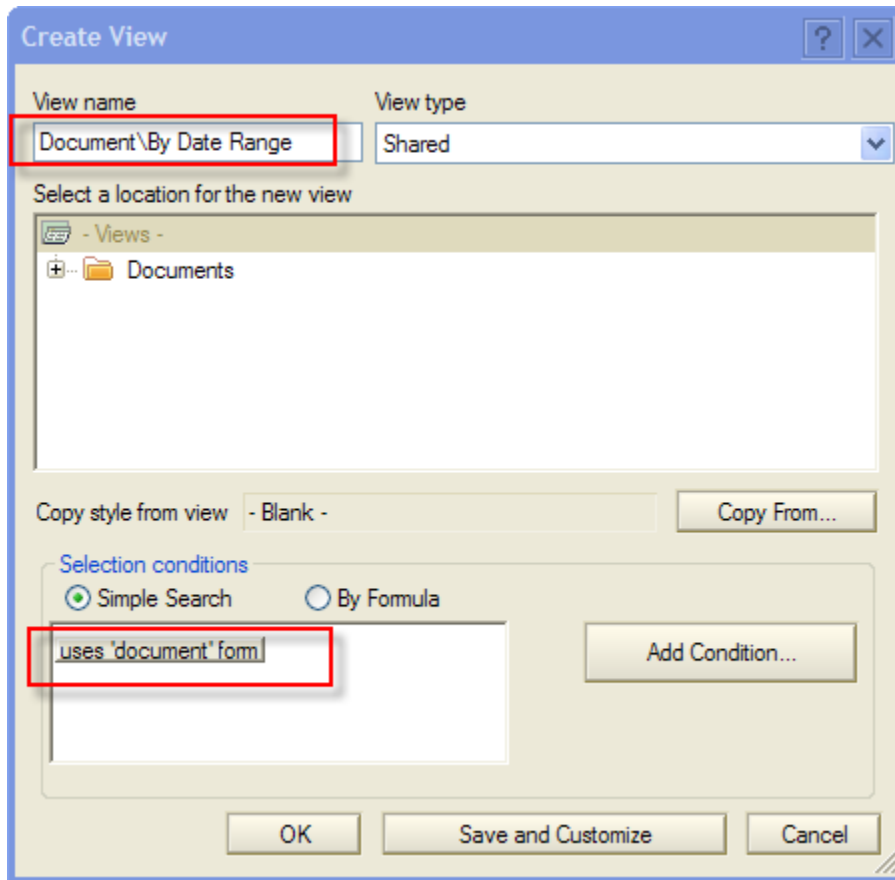 Create View
View name View type
Document\By Date Range Shared
Select a location for the new view
- Views -
Documents
Copy style from view - Blank - Copy From...
Selection conditions
Simple Search By Formula
uses 'document' form Add Condition...
OK Save and Customize Cancel